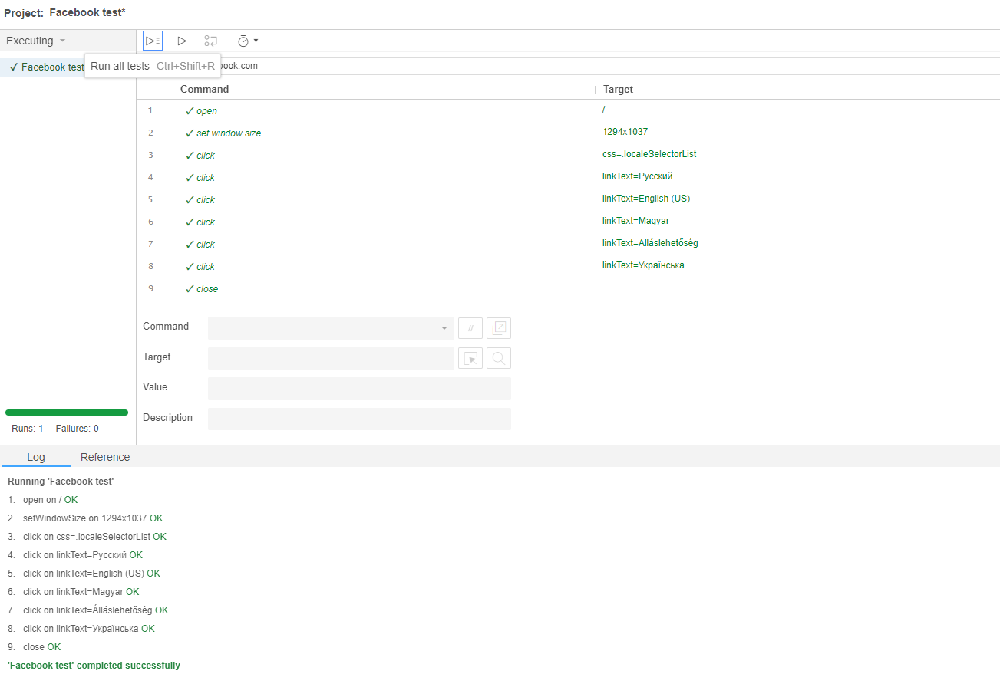 Project: Facebook test*
Executing
✓ Facebook test
Run all tests Ctrl+Shift+R
book.com
Command Target
1 ✓ open /
2 ✓ set window size 1294x1037
3 ✓ click css=.localeSelectorList
4 ✓ click linkText=Русский
5 ✓ click linkText=English (US)
6 ✓ click linkText=Magyar
7 ✓ click linkText=Álláslehetőség
8 ✓ click linkText=Українська
9 ✓ close
Command //
Target
Value
Description
Runs: 1 Failures: 0
Log Reference
Running 'Facebook test'
1. open on / OK
2. setWindowSize on 1294x1037 OK
3. click on css=.localeSelectorList OK
4. click on linkText=Русский OK
5. click on linkText=English (US) OK
6. click on linkText=Magyar OK
7. click on linkText=Álláslehetőség OK
8. click on linkText=Українська OK
9. close OK
'Facebook test' completed successfully